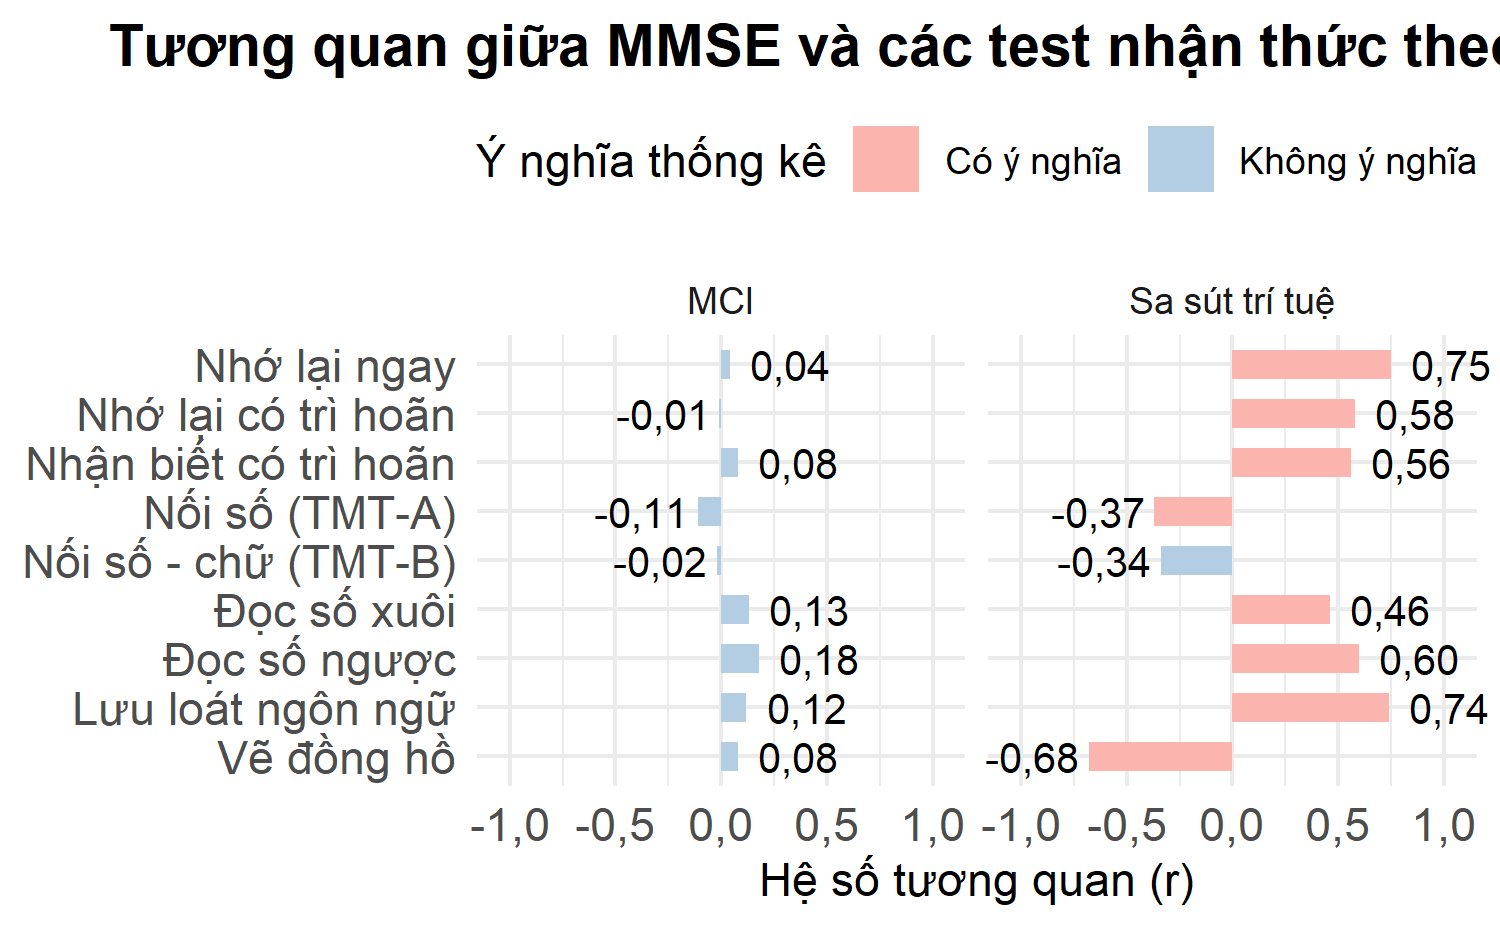 Tương quan giữa MMSE và các test nhận thức theo
Ý nghĩa thống kê Có ý nghĩa Không ý nghĩa
MCI Sa sút trí tuệ
Nhớ lại ngay 0,04 0,75
Nhớ lại có trì hoãn -0,01 0,58
Nhận biết có trì hoãn 0,08 0,56
Nối số (TMT-A) -0,11 -0,37
Nối số - chữ (TMT-B) -0,02 -0,34
Đọc số xuôi 0,13 0,46
Đọc số ngược 0,18 0,60
Lưu loát ngôn ngữ 0,12 0,74
Vẽ đồng hồ 0,08 -0,68
-1,0 -0,5 0,0 0,5 1,0 -1,0 -0,5 0,0 0,5 1,0
Hệ số tương quan (r)